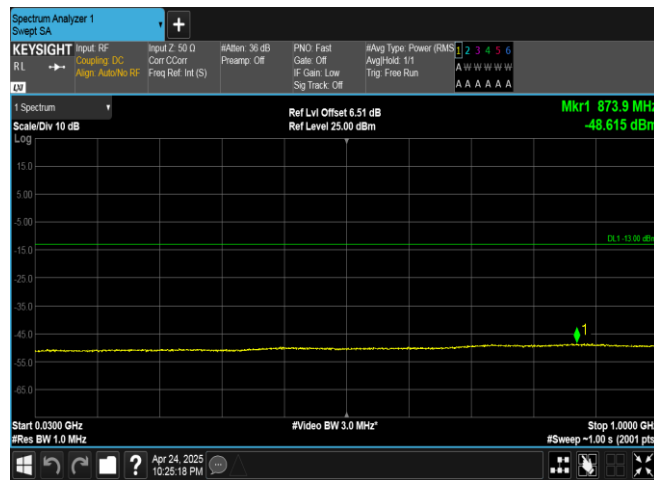 Spectrum Analyzer 1
Swept SA
+
KEYSIGHT Input: RF Input Z: 50 Ω #Atten: 36 dB PNO: Fast #Avg Type: Power (RMS 1 2 3 4 5 6
RL Coupling: DC Corr CCorr Preamp: Off Gate: Off Avg|Hold: 1/1 A W W W W W
Align: Auto/No RF Freq Ref: Int (S) IF Gain: Low Trig: Free Run
LXI Sig Track: Off A A A A A A
1 Spectrum Ref Lvl Offset 6.51 dB Mkr1 873.9 MHz
Scale/Div 10 dB Ref Level 25.00 dBm -48.615 dBm
Log
15.0
5.00
-5.00
DL1 -13.00 dBm
-15.0
-25.0
-35.0
1
-45.0
-55.0
-65.0
Start 0.0300 GHz #Video BW 3.0 MHz* Stop 1.0000 GHz
#Res BW 1.0 MHz #Sweep ~1.00 s (2001 pts
? Apr 24, 2025
10:25:18 PM